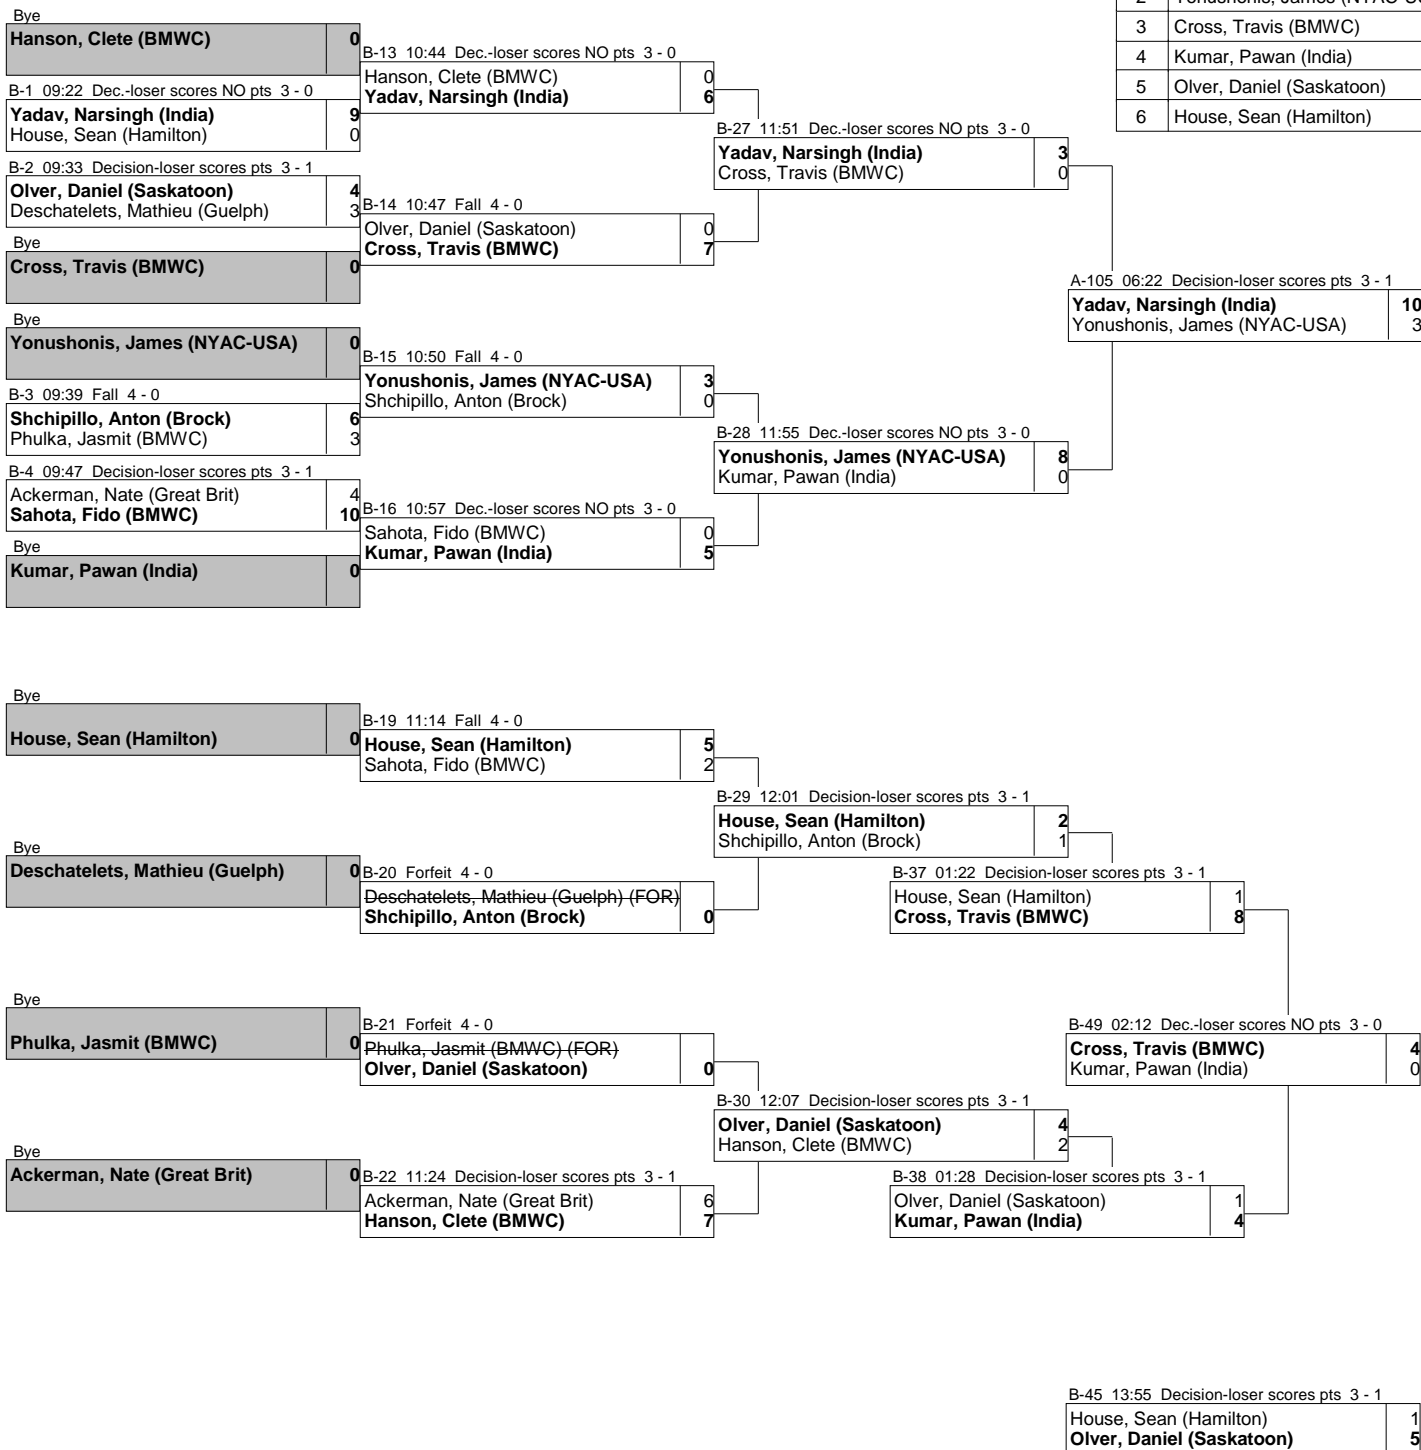 2 Yonushonis, James (NYAC-US
3 Cross, Travis (BMWC)
4 Kumar, Pawan (India)
5 Olver, Daniel (Saskatoon)
6 House, Sean (Hamilton)
Bye
Hanson, Clete (BMWC) 0
B-1 09:22 Dec.-loser scores NO pts 3 - 0
Yadav, Narsingh (India) 9
House, Sean (Hamilton) 0
B-2 09:33 Decision-loser scores pts 3 - 1
Olver, Daniel (Saskatoon) 4
Deschatelets, Mathieu (Guelph) 3
Bye
Cross, Travis (BMWC) 0
Bye
Yonushonis, James (NYAC-USA) 0
B-3 09:39 Fall 4 - 0
Shchipillo, Anton (Brock) 6
Phulka, Jasmit (BMWC) 3
B-4 09:47 Decision-loser scores pts 3 - 1
Ackerman, Nate (Great Brit) 4
Sahota, Fido (BMWC) 10
Bye
Kumar, Pawan (India) 0
B-13 10:44 Dec.-loser scores NO pts 3 - 0
Hanson, Clete (BMWC) 0
Yadav, Narsingh (India) 6
B-14 10:47 Fall 4 - 0
Olver, Daniel (Saskatoon) 0
Cross, Travis (BMWC) 7
B-15 10:50 Fall 4 - 0
Yonushonis, James (NYAC-USA) 3
Shchipillo, Anton (Brock) 0
B-16 10:57 Dec.-loser scores NO pts 3 - 0
Sahota, Fido (BMWC) 0
Kumar, Pawan (India) 5
B-27 11:51 Dec.-loser scores NO pts 3 - 0
Yadav, Narsingh (India) 3
Cross, Travis (BMWC) 0
B-28 11:55 Dec.-loser scores NO pts 3 - 0
Yonushonis, James (NYAC-USA) 8
Kumar, Pawan (India) 0
A-105 06:22 Decision-loser scores pts 3 - 1
Yadav, Narsingh (India) 10
Yonushonis, James (NYAC-USA) 3
Bye
House, Sean (Hamilton) 0
Bye
Deschatelets, Mathieu (Guelph) 0
Bye
Phulka, Jasmit (BMWC) 0
Bye
Ackerman, Nate (Great Brit) 0
B-19 11:14 Fall 4 - 0
House, Sean (Hamilton) 5
Sahota, Fido (BMWC) 2
B-20 Forfeit 4 - 0
Deschatelets, Mathieu (Guelph) (FOR)
Shchipillo, Anton (Brock) 0
B-21 Forfeit 4 - 0
Phulka, Jasmit (BMWC) (FOR)
Olver, Daniel (Saskatoon) 0
B-22 11:24 Decision-loser scores pts 3 - 1
Ackerman, Nate (Great Brit) 6
Hanson, Clete (BMWC) 7
B-29 12:01 Decision-loser scores pts 3 - 1
House, Sean (Hamilton) 2
Shchipillo, Anton (Brock) 1
B-30 12:07 Decision-loser scores pts 3 - 1
Olver, Daniel (Saskatoon) 4
Hanson, Clete (BMWC) 2
B-37 01:22 Decision-loser scores pts 3 - 1
House, Sean (Hamilton) 1
Cross, Travis (BMWC) 8
B-38 01:28 Decision-loser scores pts 3 - 1
Olver, Daniel (Saskatoon) 1
Kumar, Pawan (India) 4
B-49 02:12 Dec.-loser scores NO pts 3 - 0
Cross, Travis (BMWC) 4
Kumar, Pawan (India) 0
B-45 13:55 Decision-loser scores pts 3 - 1
House, Sean (Hamilton) 1
Olver, Daniel (Saskatoon) 5